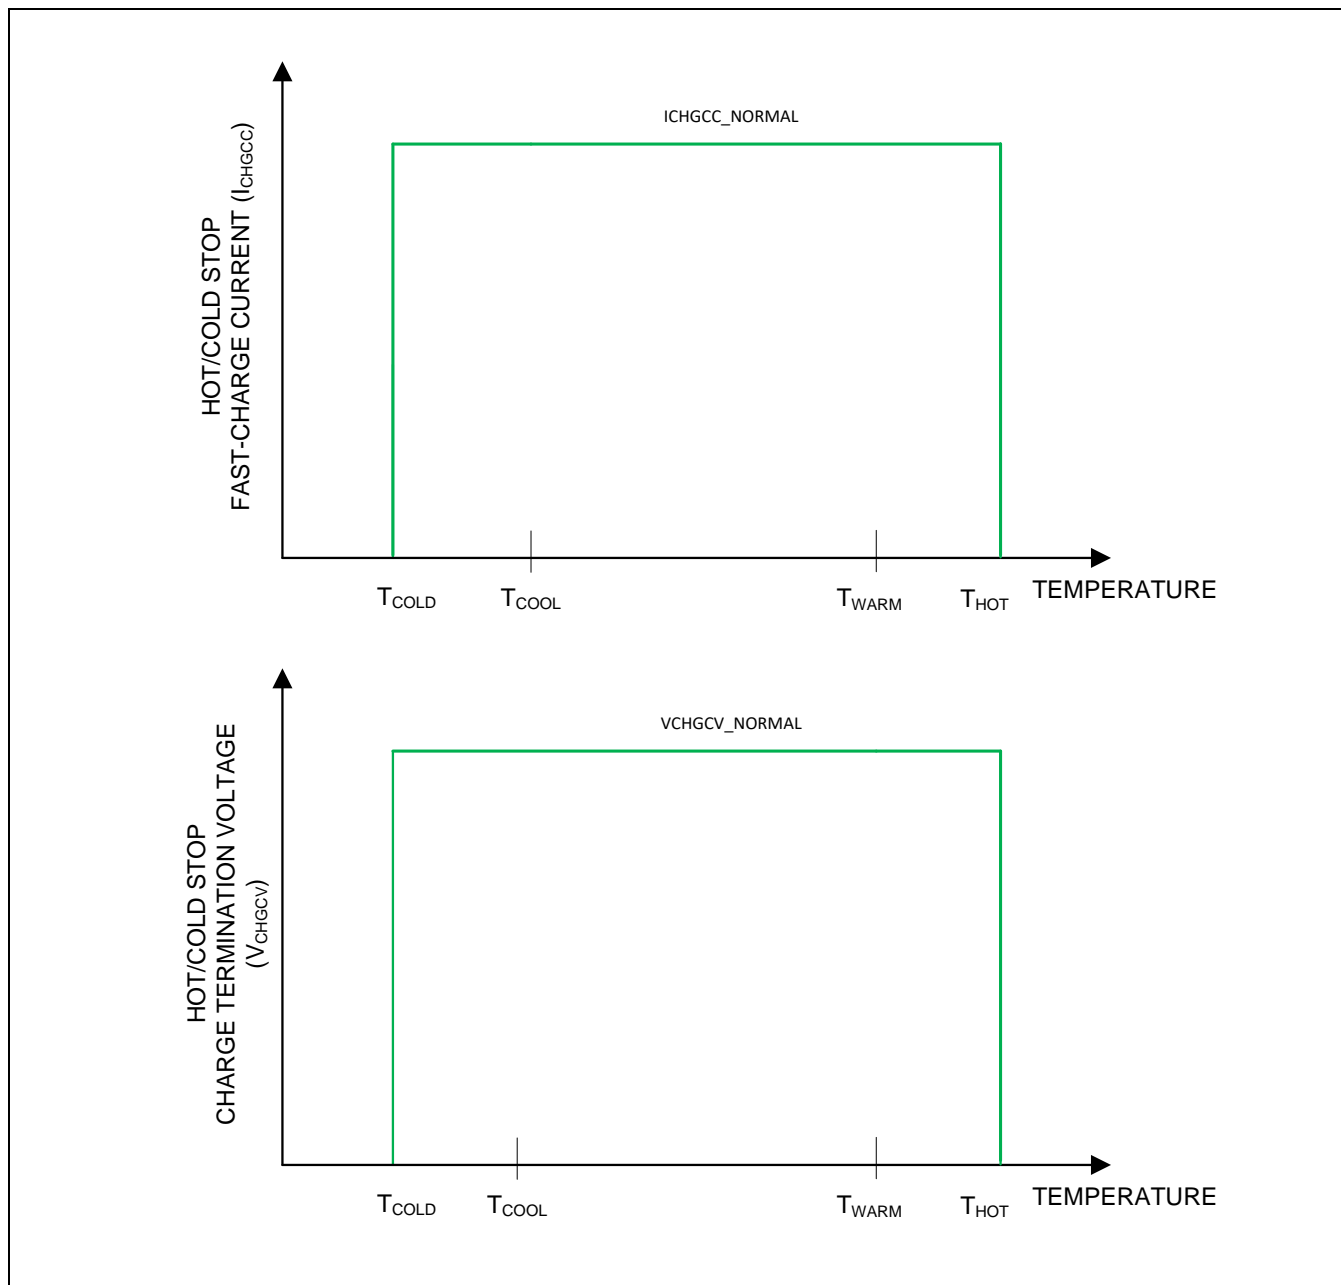 ICHGCC_NORMAL
HOT/COLD STOP
FAST-CHARGE CURRENT (ICHGCC)
TCOLD
TCOOL
TWARM
THOT
TEMPERATURE
VCHGCV_NORMAL
HOT/COLD STOP
CHARGE TERMINATION VOLTAGE
(VCHGCV)
TCOLD
TCOOL
TWARM
THOT
TEMPERATURE